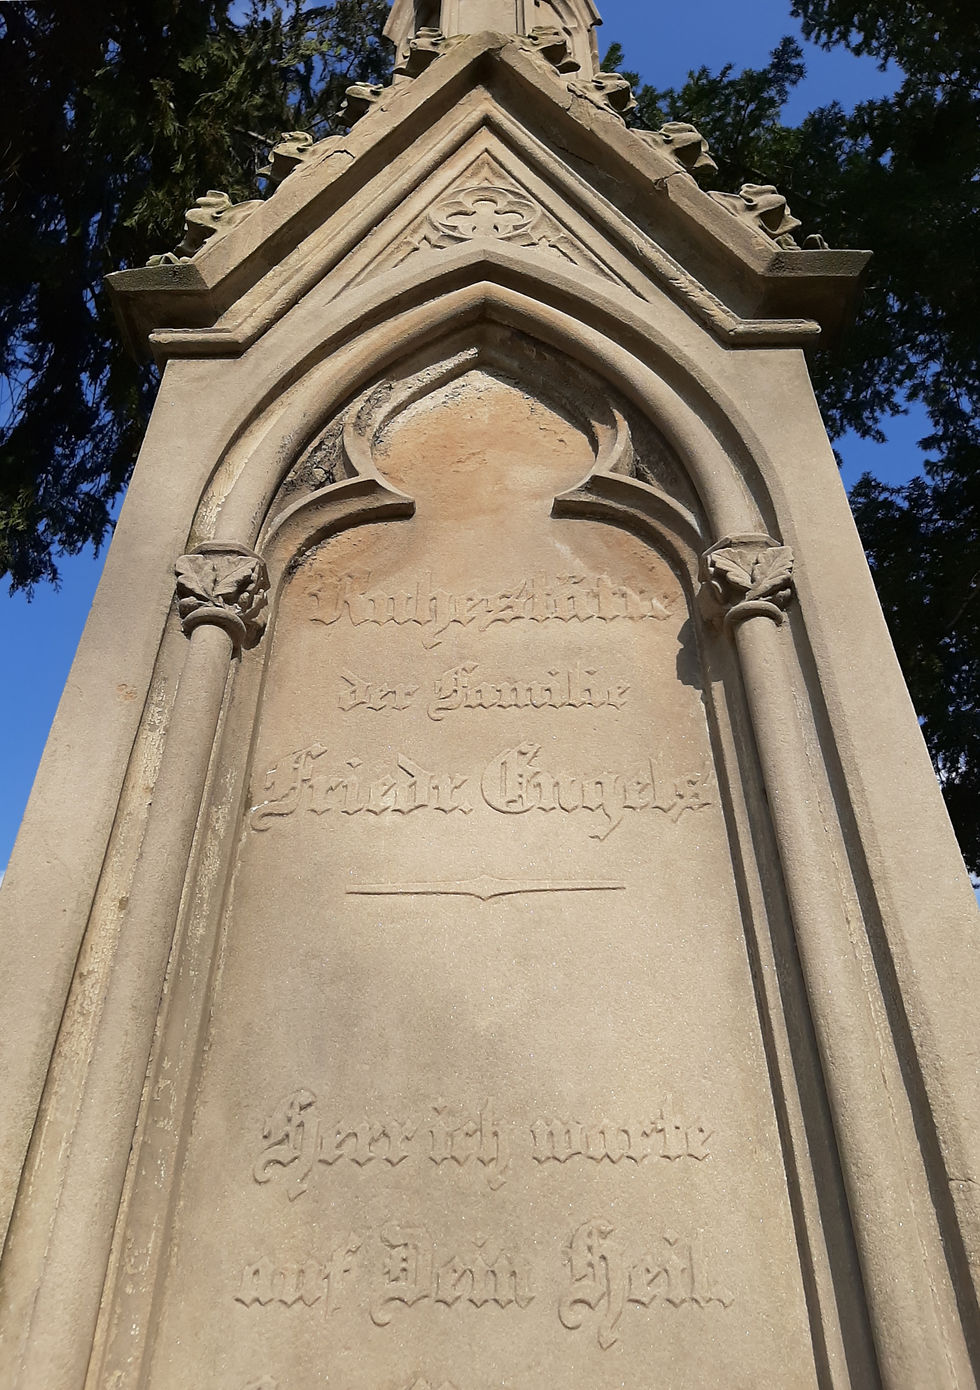 Ruhestätte
der Familie
Friedr Engels
Herr ich warte
auf Dein Heil.